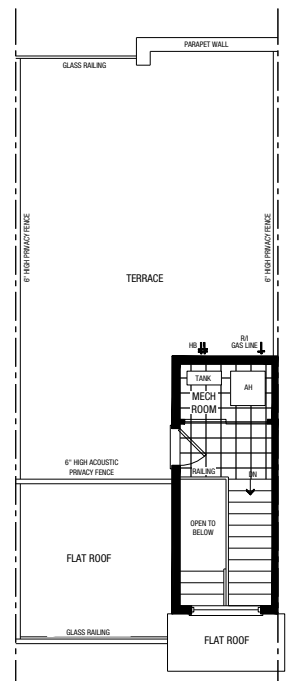 PARAPET WALL
GLASS RAILING
6" HIGH PRIVACY FENCE
6" HIGH PRIVACY FENCE
TERRACE
R/I
GAS LINE
HB
TANK
AH
MECH
ROOM
RAILING
DN
6" HIGH ACOUSTIC
PRIVACY FENCE
OPEN TO
BELOW
FLAT ROOF
GLASS RAILING
FLAT ROOF